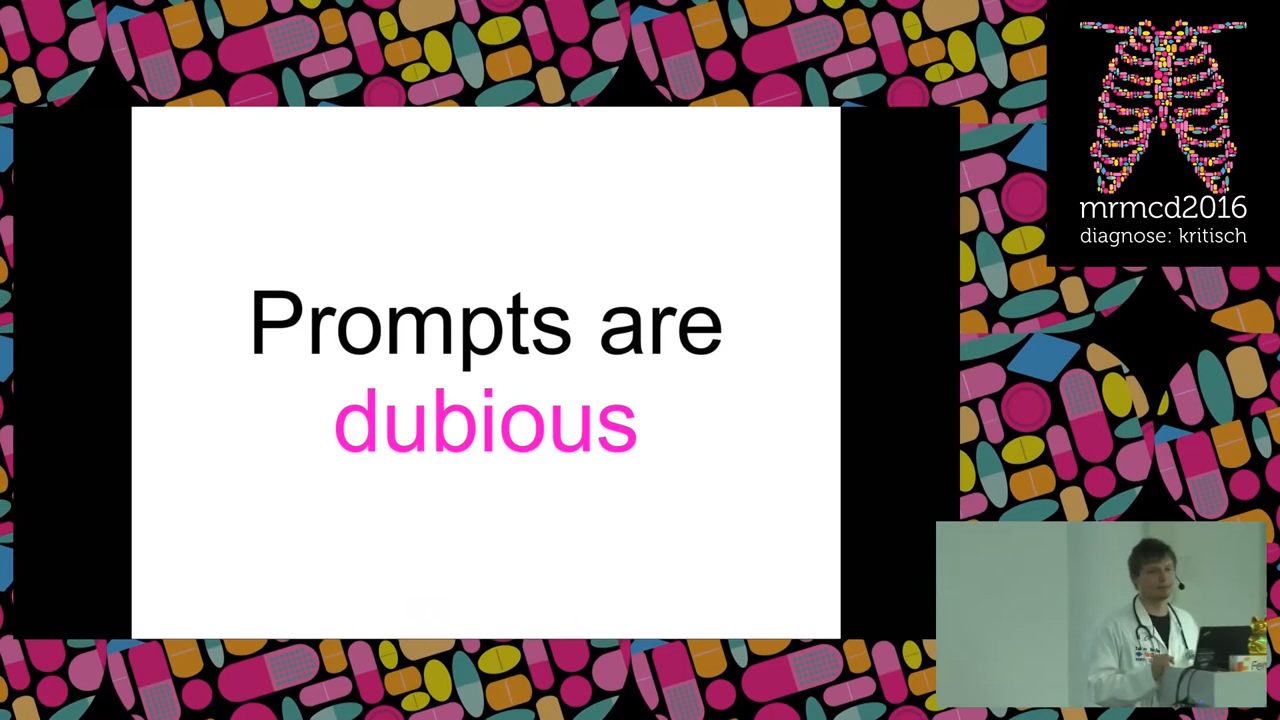 Prompts are
dubious
mrmcd2016
diagnose: kritisch